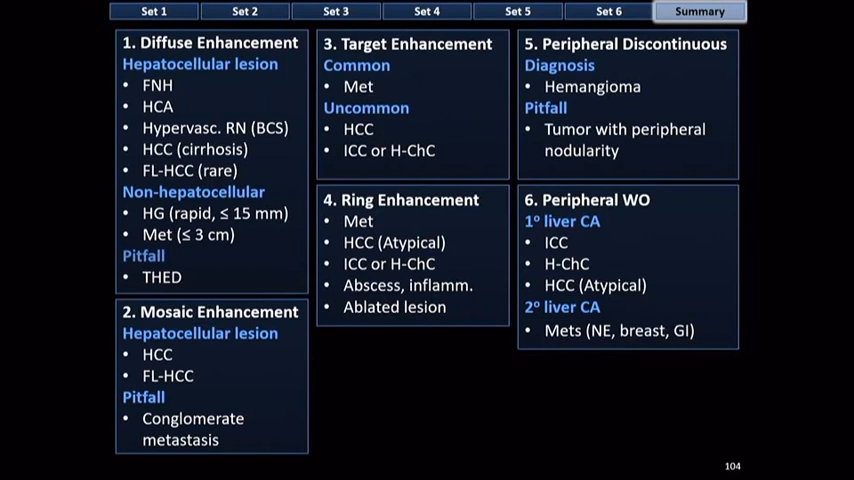 Set 1
Set 2
Set 3
Set 4
Set 5
Set 6
Summary
1. Diffuse Enhancement
Hepatocellular lesion
• FNH
• HCA
• Hypervasc. RN (BCS)
• HCC (cirrhosis)
• FL-HCC (rare)
Non-hepatocellular
• HG (rapid, ≤ 15 mm)
• Met (≤ 3 cm)
Pitfall
• THED
2. Mosaic Enhancement
Hepatocellular lesion
• HCC
• FL-HCC
Pitfall
• Conglomerate
metastasis
3. Target Enhancement
Common
• Met
Uncommon
• HCC
• ICC or H-ChC
4. Ring Enhancement
• Met
• HCC (Atypical)
• ICC or H-ChC
• Abscess, inflamm.
• Ablated lesion
5. Peripheral Discontinuous
Diagnosis
• Hemangioma
Pitfall
• Tumor with peripheral
nodularity
6. Peripheral WO
1º liver CA
• ICC
• H-ChC
• HCC (Atypical)
2º liver CA
• Mets (NE, breast, GI)
104